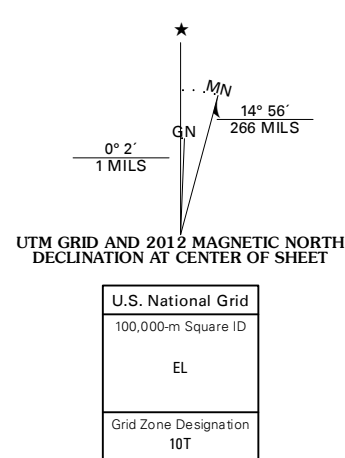 ★
MN
14° 56´
266 MILS
GN
0° 2´
1 MILS
UTM GRID AND 2012 MAGNETIC NORTH
DECLINATION AT CENTER OF SHEET
U.S. National Grid
100,000-m Square ID
EL
Grid Zone Designation
10T